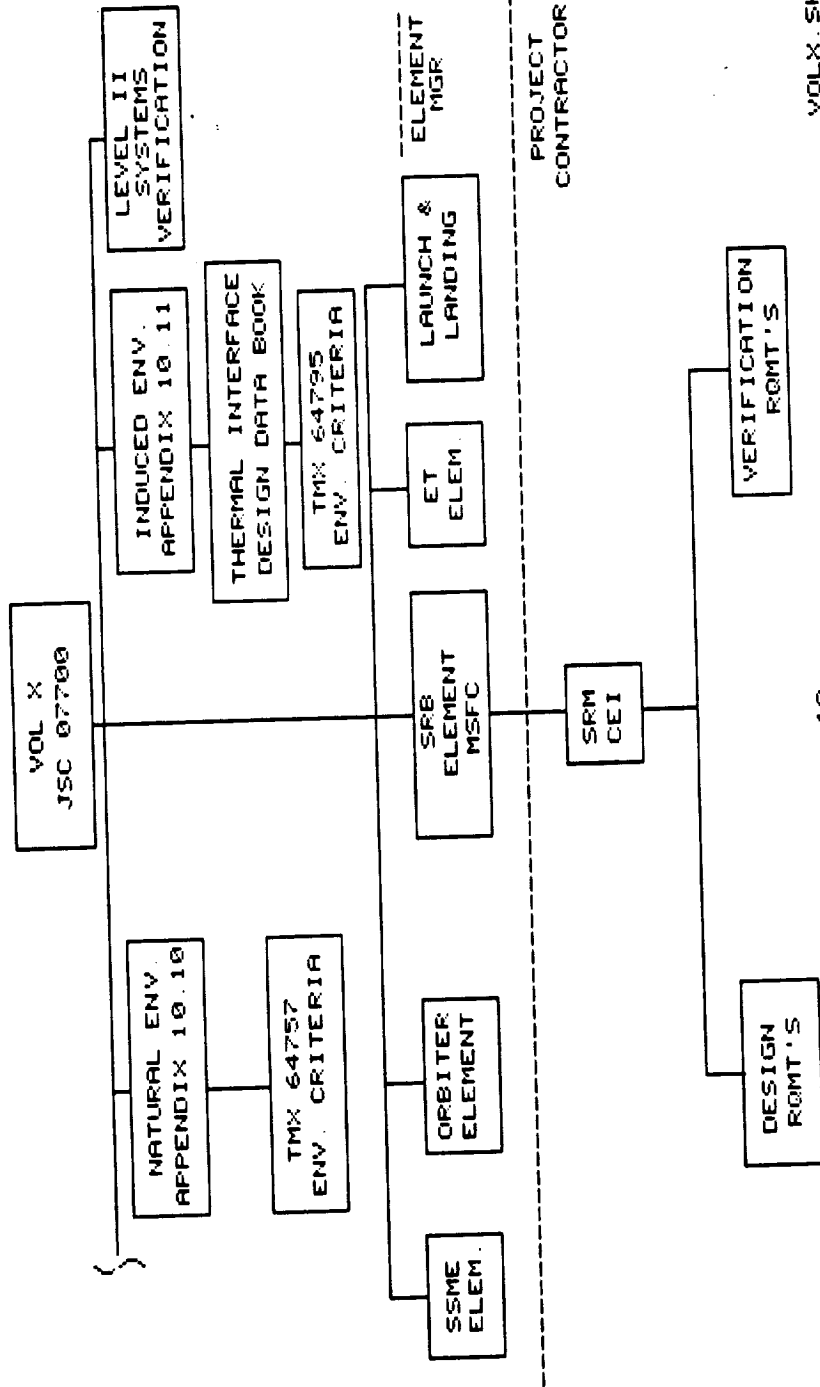 VOL X
JSC 07700
NATURAL ENV.
APPENDIX 10.10
INDUCED ENV.
APPENDIX 10.11
LEVEL II
SYSTEMS
VERIFICATION
TMX 64757
ENV. CRITERIA
THERMAL INTERFACE
DESIGN DATA BOOK
TMX 64795
ENV. CRITERIA
SSME
ELEM.
ORBITER
ELEMENT
SRB
ELEMENT
MSFC
ET
ELEM.
LAUNCH &
LANDING
ELEMENT
MGR
PROJECT
CONTRACTOR
SRM
CEI
DESIGN
RQMT'S
VERIFICATION
RQMT'S